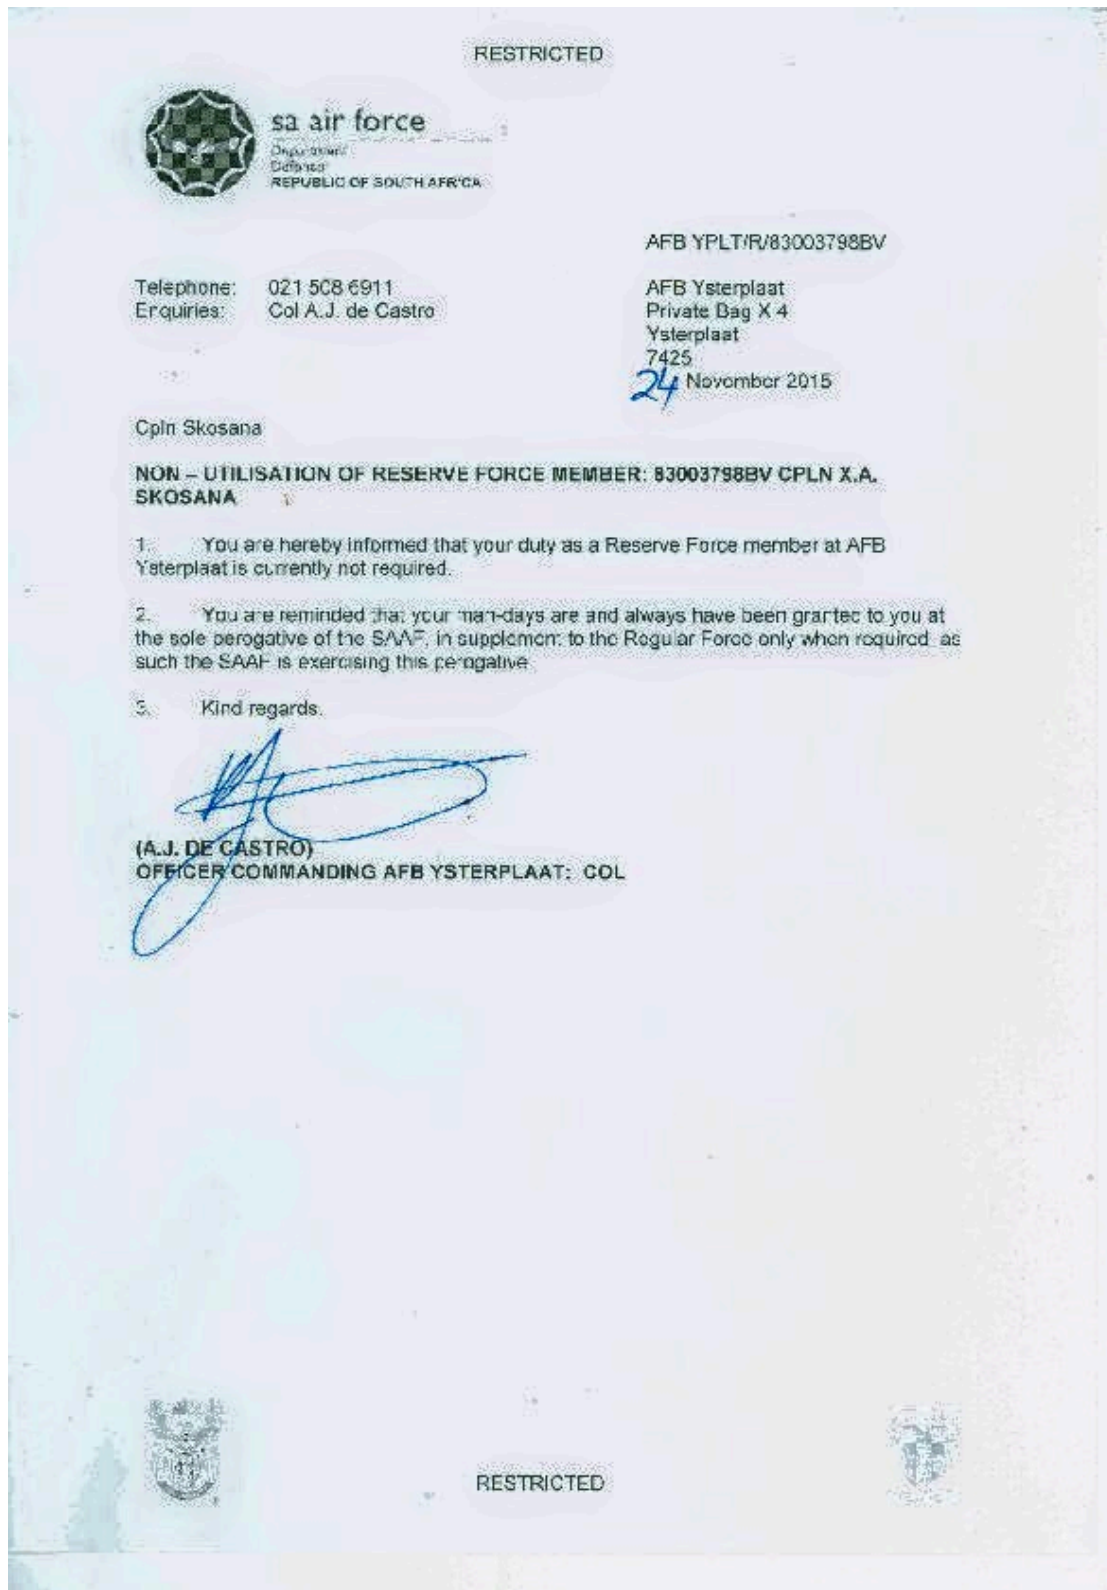 RESTRICTED
sa air force
Department
Defence
REPUBLIC OF SOUTH AFRICA
AFB YPLT/R/83003798BV
Telephone: 021 508 6911
Enquiries: Col A.J. de Castro
AFB Ysterplaat
Private Bag X 4
Ysterplaat
7425
24 November 2015
Cpln Skosana
NON – UTILISATION OF RESERVE FORCE MEMBER: 83003798BV CPLN X.A.
SKOSANA
1. You are hereby informed that your duty as a Reserve Force member at AFB
Ysterplaat is currently not required.
2. You are reminded that your man-days are and always have been granted to you at
the sole perogative of the SAAF, in supplement to the Regular Force only when required, as
such the SAAF is exercising this perogative.
3. Kind regards.
(A.J. DE CASTRO)
OFFICER COMMANDING AFB YSTERPLAAT: COL
RESTRICTED